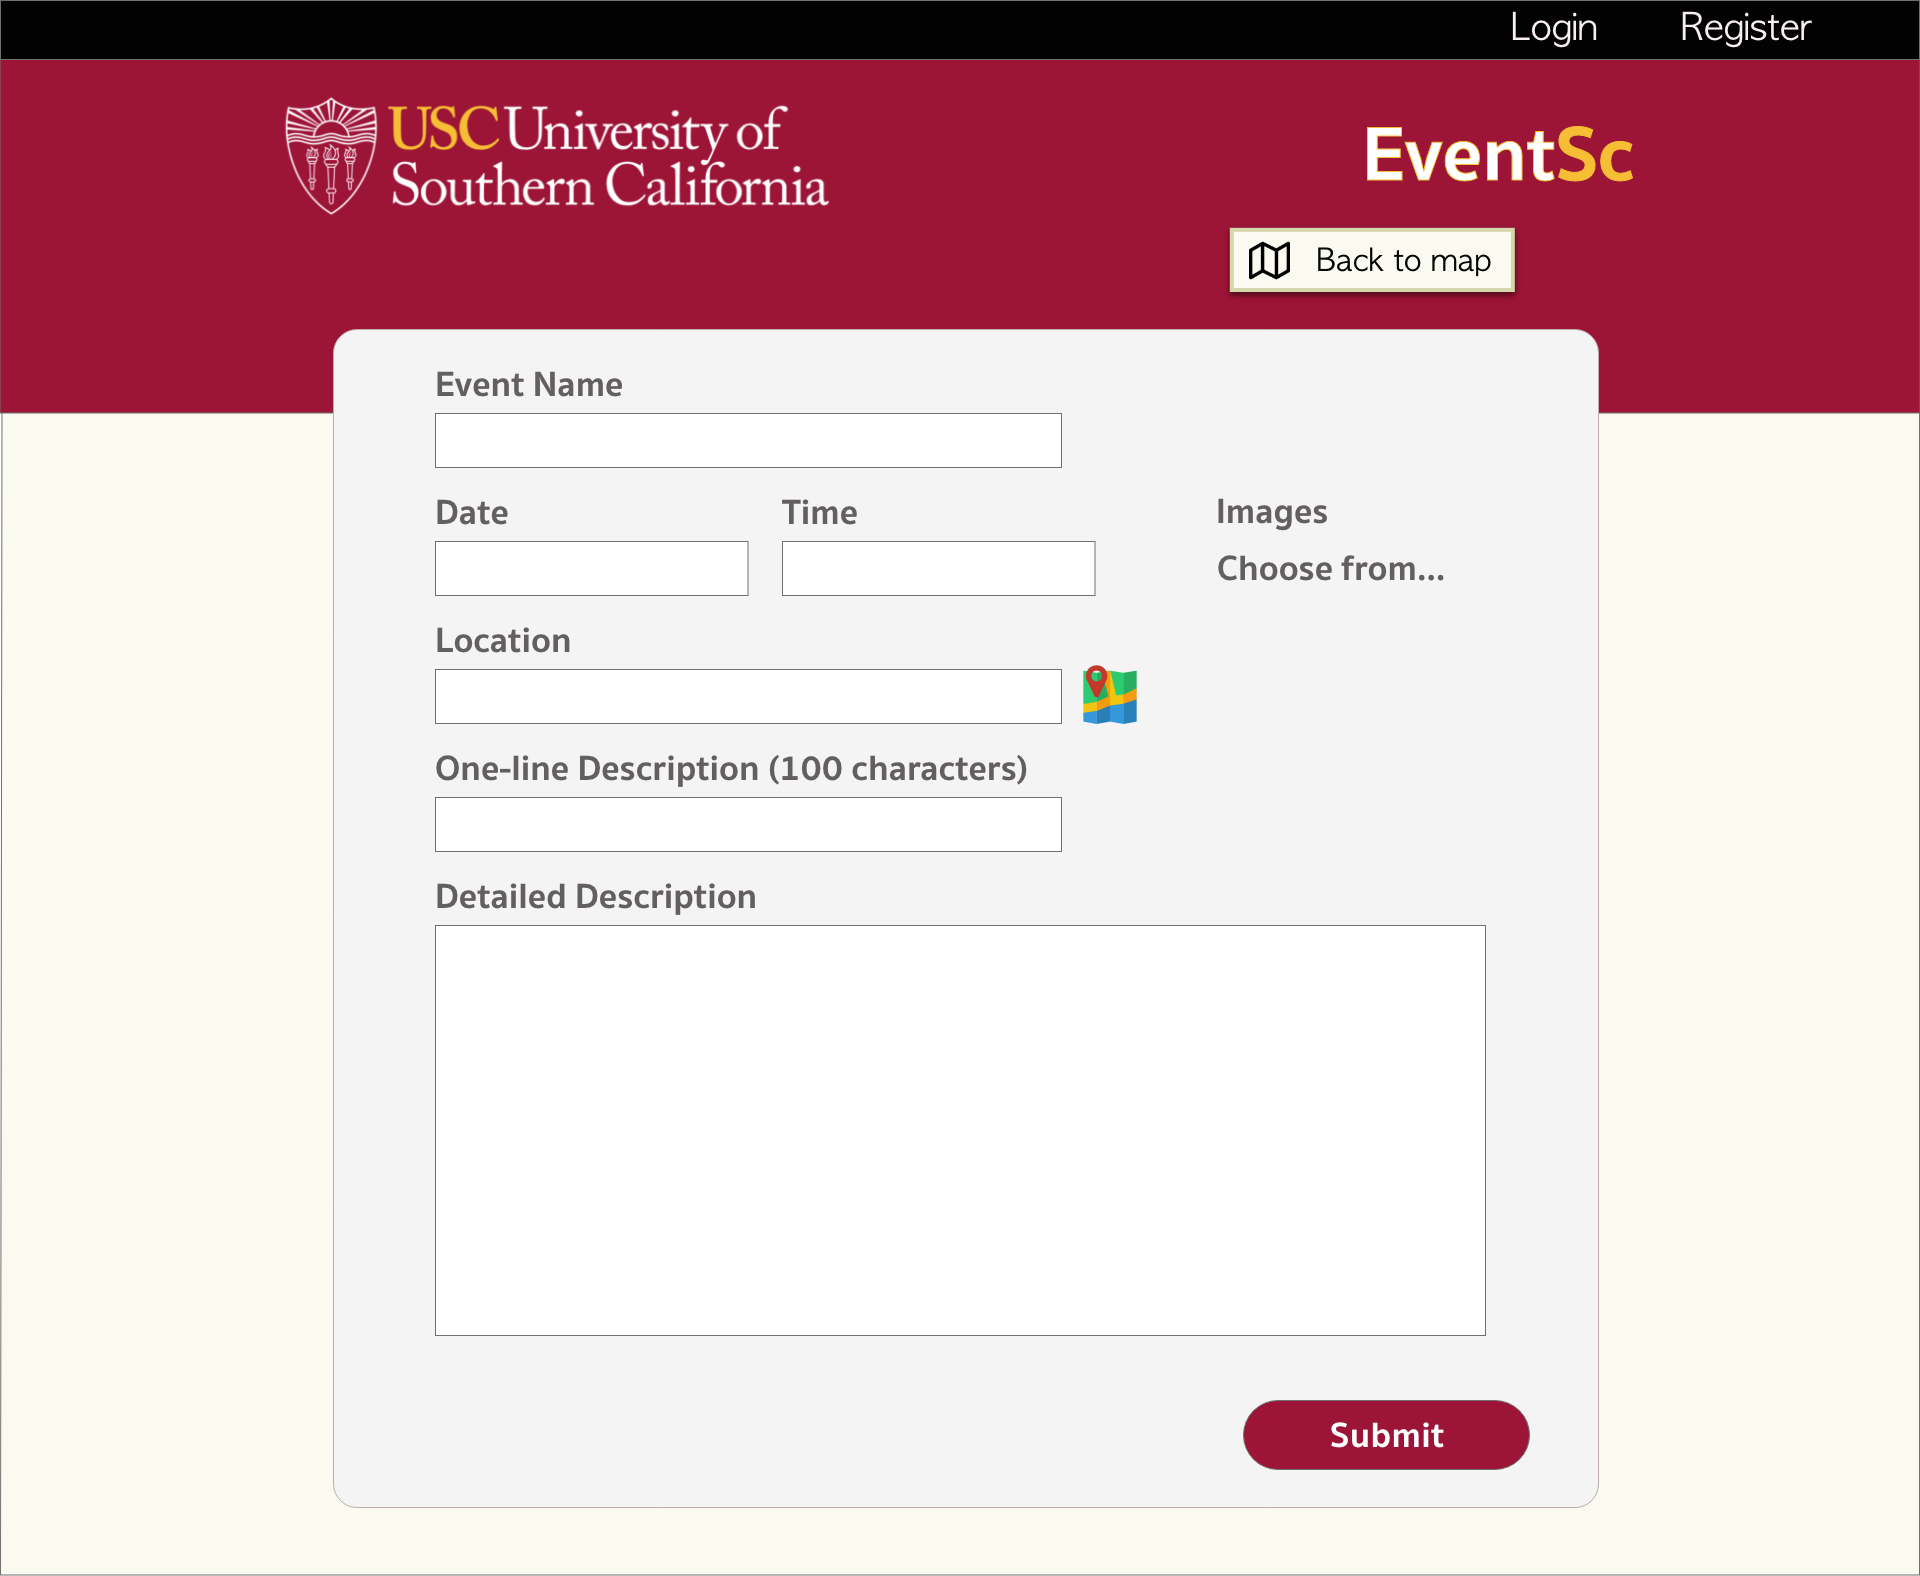 Login Register
USC University of
Southern California
EventSc
Back to map
Event Name
Date Time Images
Choose from...
Location
One-line Description (100 characters)
Detailed Description
Submit